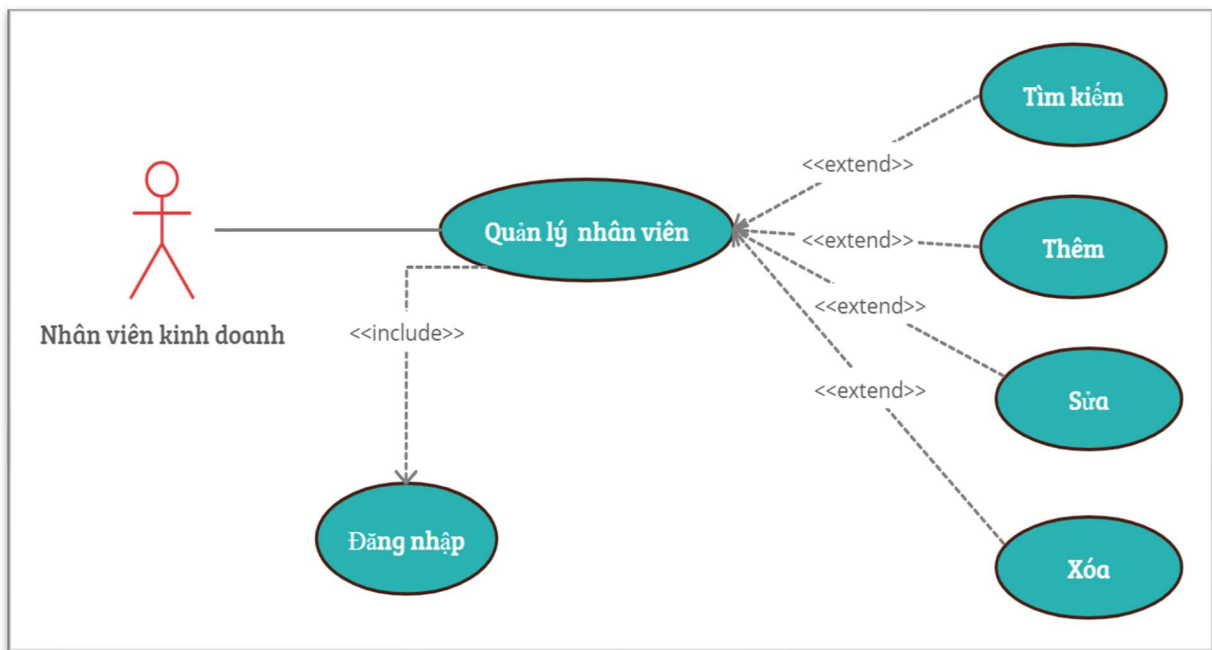 Tìm kiếm
<<extend>>
Quản lý nhân viên
<<extend>>
Thêm
<<extend>>
Nhân viên kinh doanh
<<include>>
<<extend>>
Sửa
Đăng nhập
Xóa